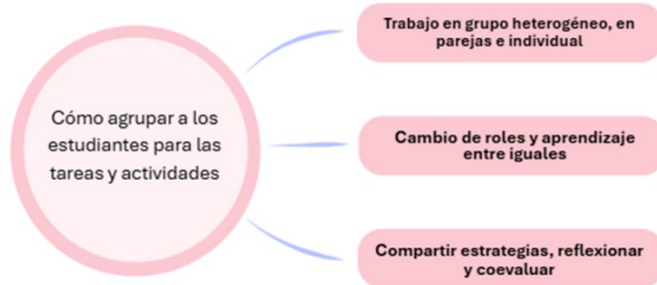 Cómo agrupar a los
estudiantes para las
tareas y actividades
Trabajo en grupo heterogéneo, en
parejas e individual
Cambio de roles y aprendizaje
entre iguales
Compartir estrategias, reflexionar
y coevaluar